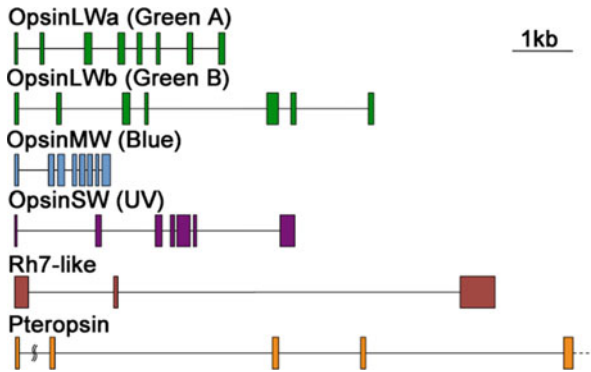 OpsinLWa (Green A)
1kb
OpsinLWb (Green B)
OpsinMW (Blue)
OpsinSW (UV)
Rh7-like
Pteropsin